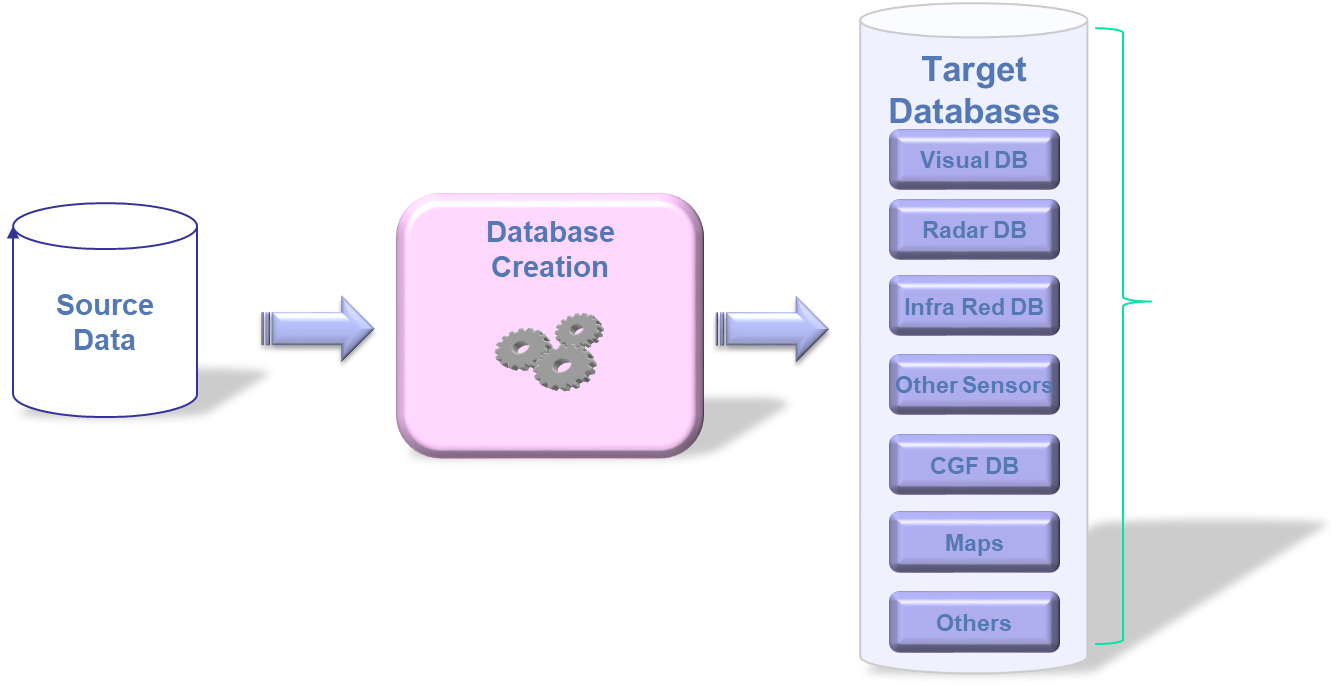 Source
Data
Database
Creation
Target
Databases
Visual DB
Radar DB
Infra Red DB
Other Sensors
CGF DB
Maps
Others